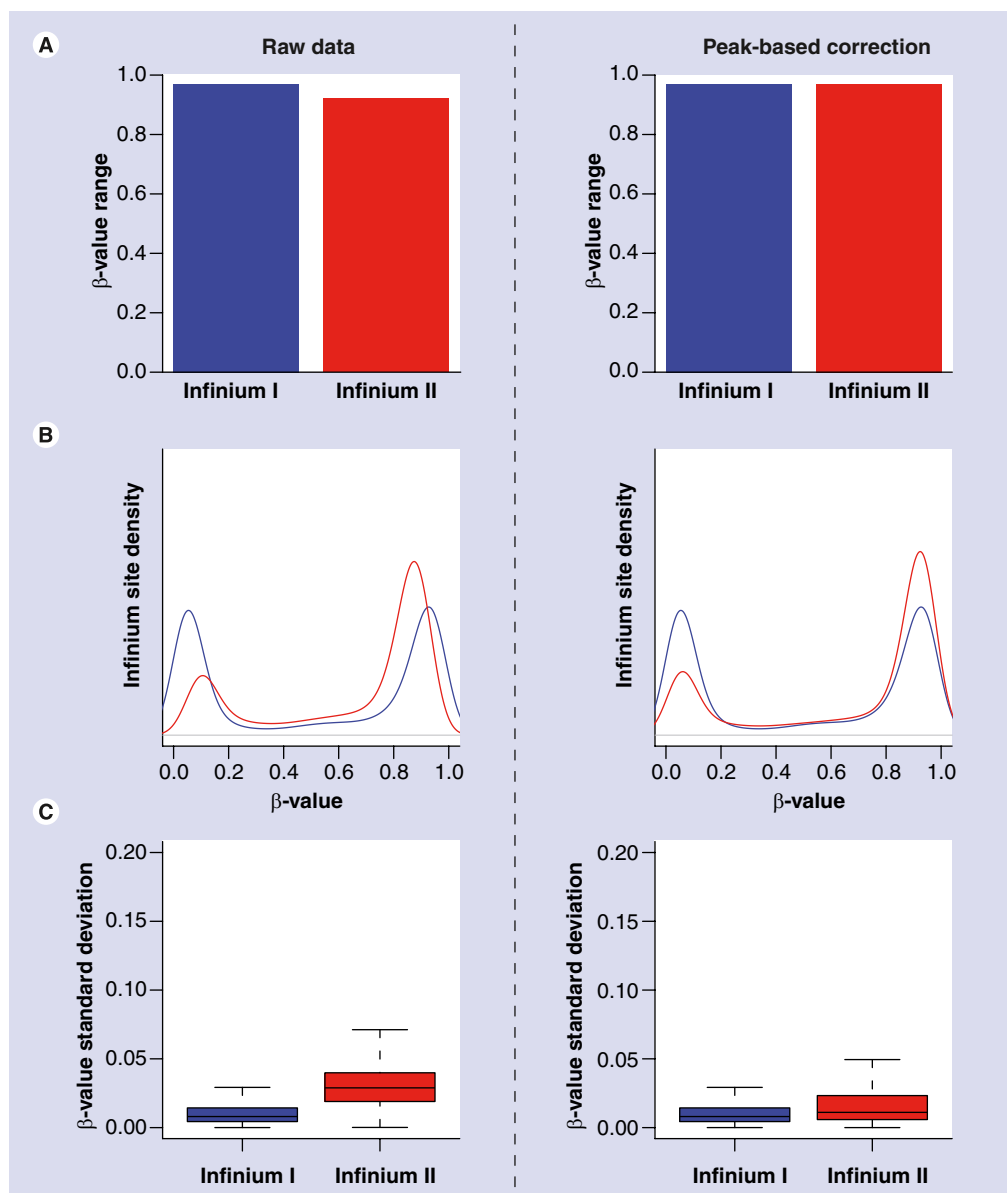 A
Raw data
Peak-based correction
β-value range
1.0
0.8
0.6
0.4
0.2
0.0
Infinium I
Infinium II
β-value range
1.0
0.8
0.6
0.4
0.2
0.0
Infinium I
Infinium II
B
Infinium site density
0.0 0.2 0.4 0.6 0.8 1.0
β-value
Infinium site density
0.0 0.2 0.4 0.6 0.8 1.0
β-value
C
β-value standard deviation
0.20
0.15
0.10
0.05
0.00
Infinium I
Infinium II
β-value standard deviation
0.20
0.15
0.10
0.05
0.00
Infinium I
Infinium II